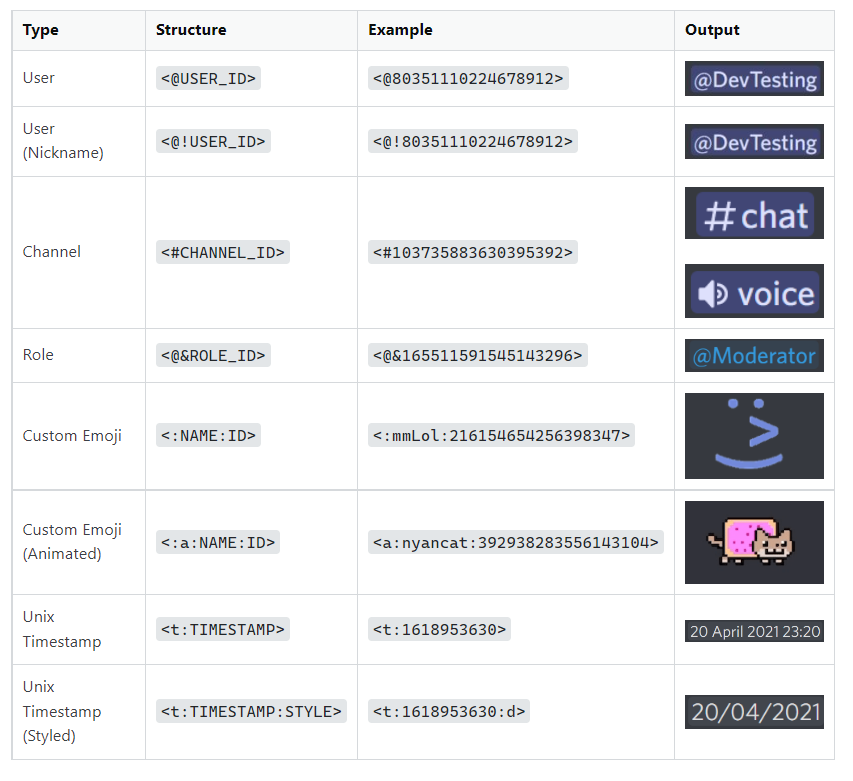 Type Structure Example Output
User <@USER_ID> <@80351110224678912> @DevTesting
User
(Nickname) <@!USER_ID> <@!80351110224678912> @DevTesting
Channel <#CHANNEL_ID> <#103735883630395392> # chat
voice
Role <@&ROLE_ID> <@&165511591545143296> @Moderator
Custom Emoji <:NAME:ID> <:mmLol:216154654256398347>
Custom Emoji
(Animated) <:a:NAME:ID> <a:nyancat:392938283556143104>
Unix
Timestamp <t:TIMESTAMP> <t:1618953630> 20 April 2021 23:20
Unix
Timestamp
(Styled) <t:TIMESTAMP:STYLE> <t:1618953630:d> 20/04/2021